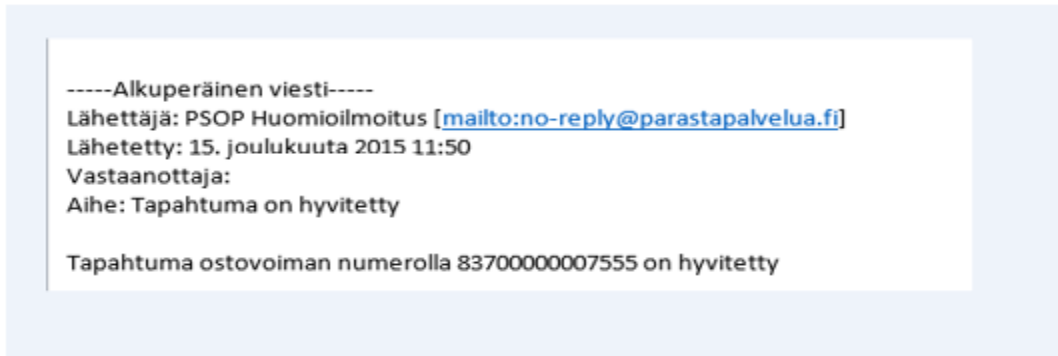 -----Alkuperäinen viesti-----
Lähettäjä: PSOP Huomioilmoitus [mailto:no-reply@parastapalvelua.fi]
Lähetetty: 15. joulukuuta 2015 11:50
Vastaanottaja:
Aihe: Tapahtuma on hyvitetty
Tapahtuma ostovoiman numerolla 83700000007555 on hyvitetty